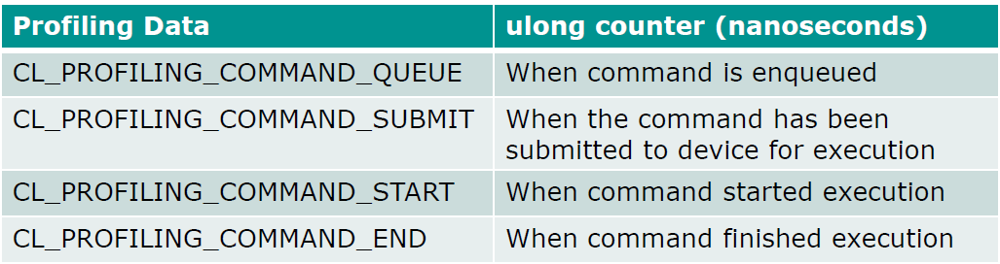 Profiling Data
ulong counter (nanoseconds)
CL_PROFILING_COMMAND_QUEUE
When command is enqueued
CL_PROFILING_COMMAND_SUBMIT
When the command has been
submitted to device for execution
CL_PROFILING_COMMAND_START
When command started execution
CL_PROFILING_COMMAND_END
When command finished execution